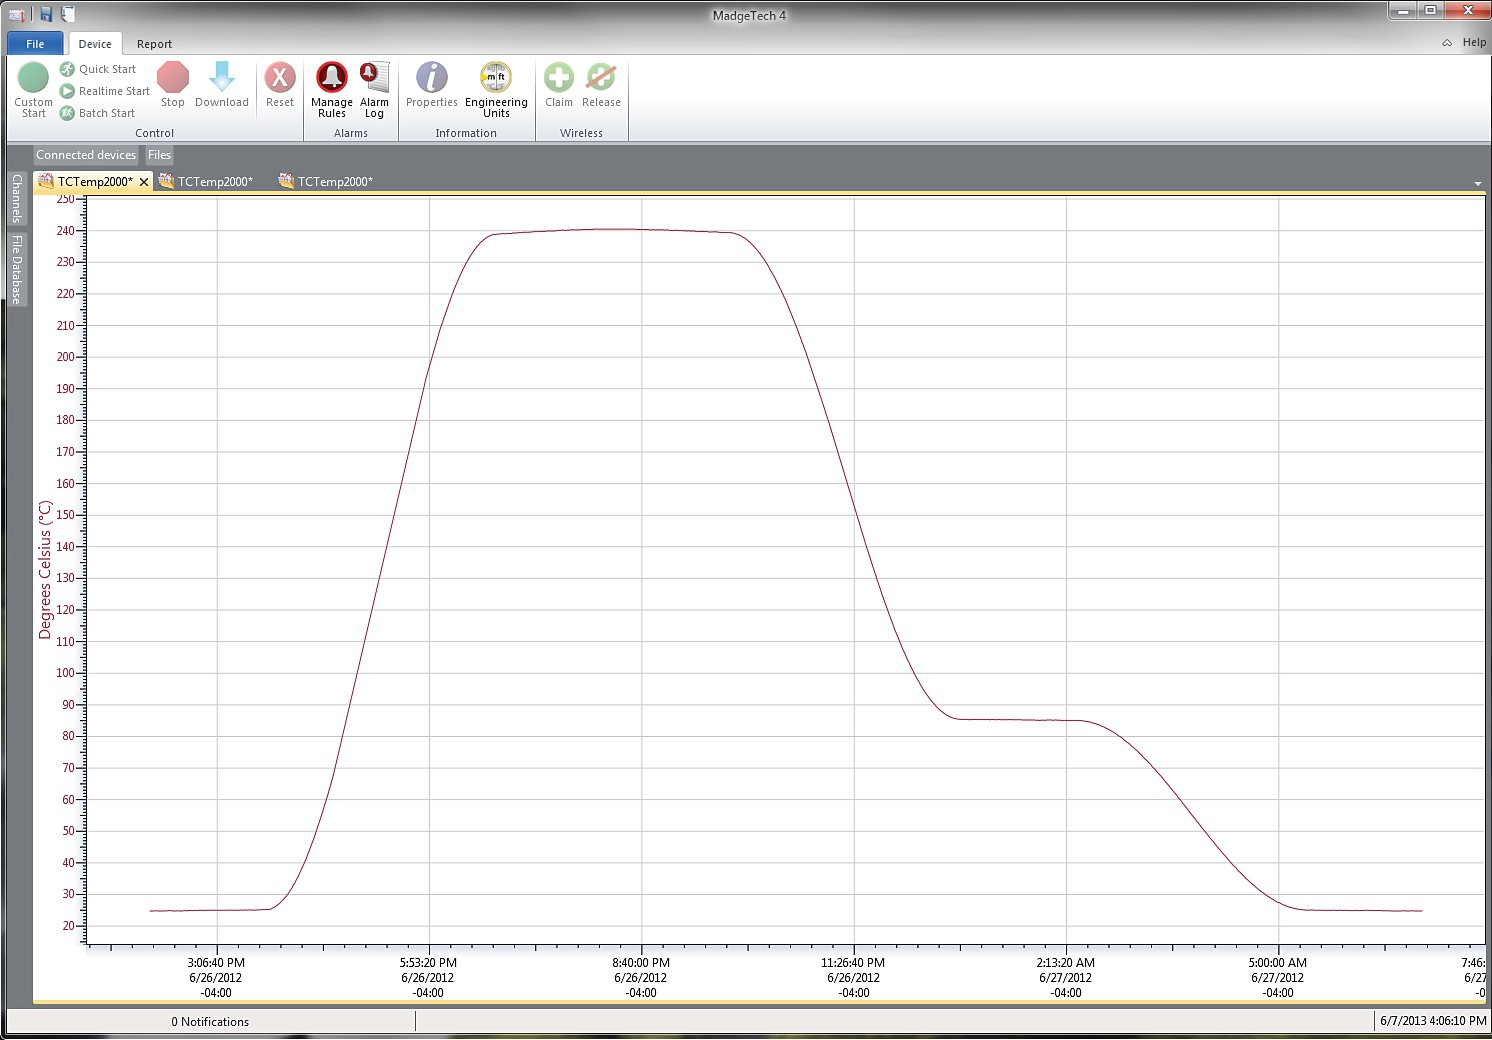 MadgeTech 4
File
Device
Report
Help
Custom Start
Quick Start
Realtime Start
Batch Start
Stop
Download
Reset
Manage Rules
Alarm Log
Properties
m ft
Engineering Units
Claim
Release
Control
Alarms
Information
Wireless
Connected devices
Files
Channels
File Database
TCTemp2000*
TCTemp2000*
TCTemp2000*
Degrees Celsius (°C)
250
240
230
220
210
200
190
180
170
160
150
140
130
120
110
100
90
80
70
60
50
40
30
20
3:06:40 PM
6/26/2012
-04:00
5:53:20 PM
6/26/2012
-04:00
8:40:00 PM
6/26/2012
-04:00
11:26:40 PM
6/26/2012
-04:00
2:13:20 AM
6/27/2012
-04:00
5:00:00 AM
6/27/2012
-04:00
7:46:
6/27
-0
0 Notifications
6/7/2013 4:06:10 PM